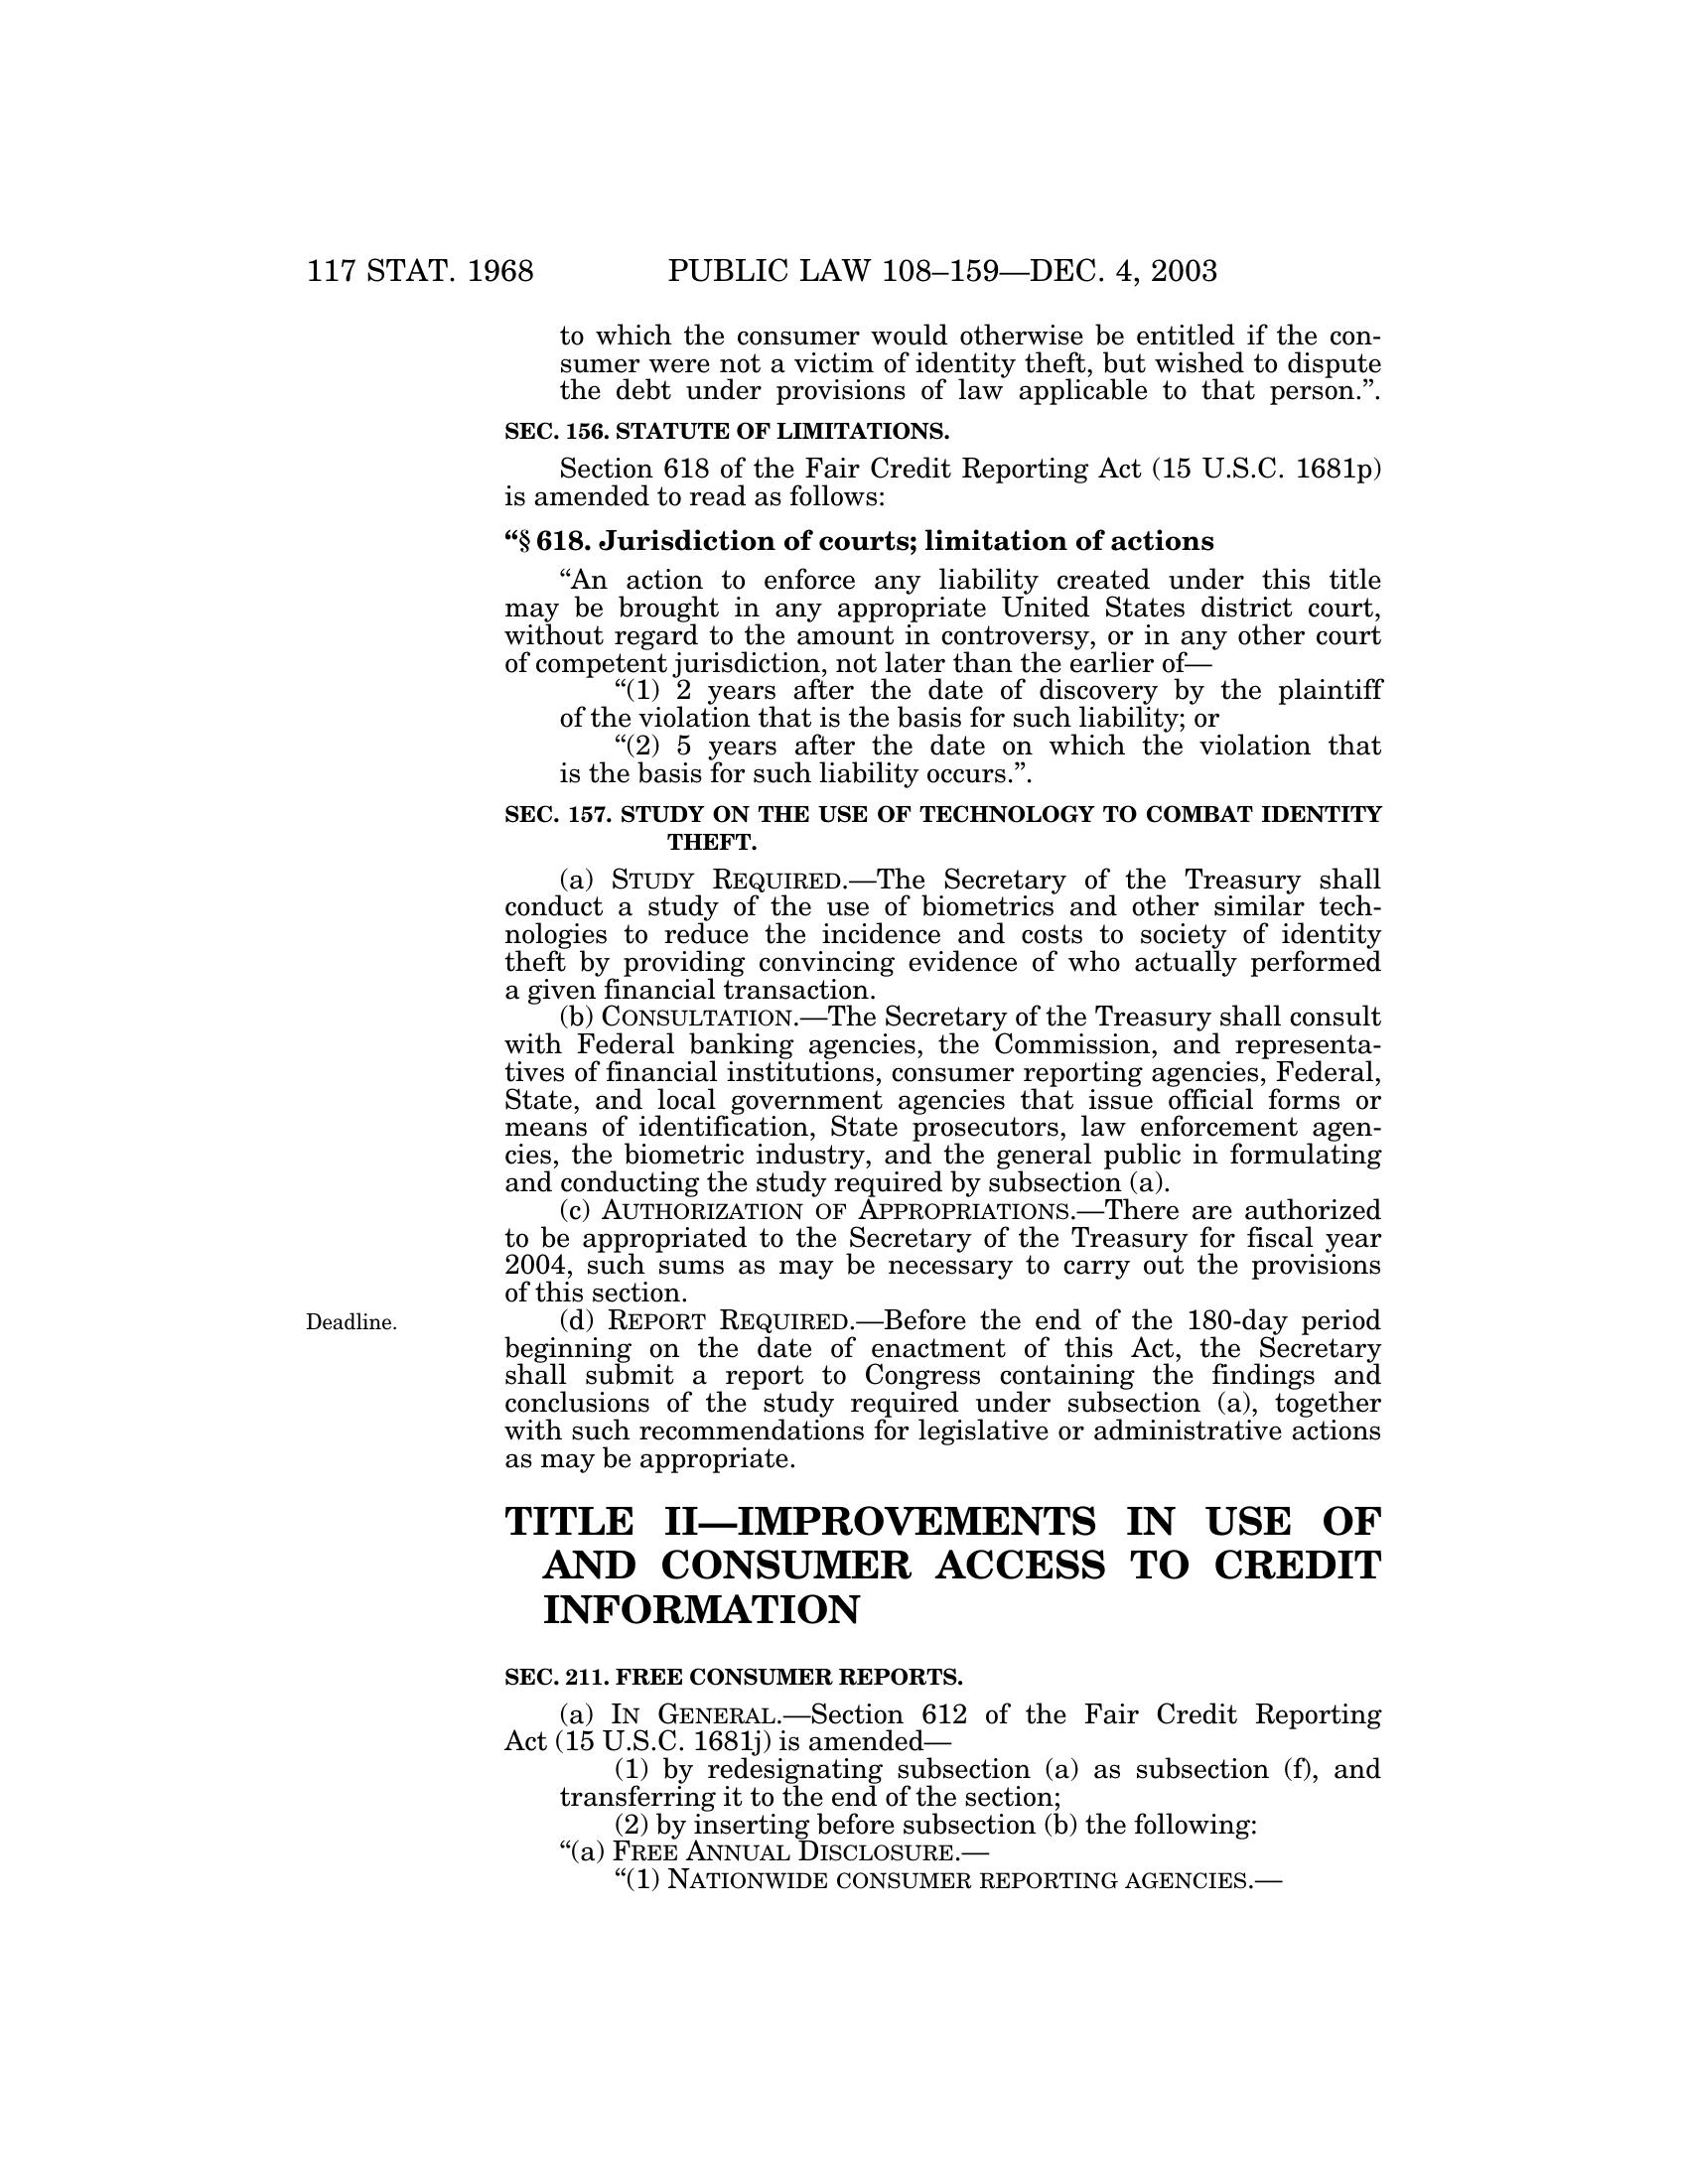 117 STAT. 1968 PUBLIC LAW 108–159—DEC. 4, 2003
to which the consumer would otherwise be entitled if the con-
sumer were not a victim of identity theft, but wished to dispute
the debt under provisions of law applicable to that person.”.
SEC. 156. STATUTE OF LIMITATIONS.
Section 618 of the Fair Credit Reporting Act (15 U.S.C. 1681p)
is amended to read as follows:
“§ 618. Jurisdiction of courts; limitation of actions
“An action to enforce any liability created under this title
may be brought in any appropriate United States district court,
without regard to the amount in controversy, or in any other court
of competent jurisdiction, not later than the earlier of—
“(1) 2 years after the date of discovery by the plaintiff
of the violation that is the basis for such liability; or
“(2) 5 years after the date on which the violation that
is the basis for such liability occurs.”.
SEC. 157. STUDY ON THE USE OF TECHNOLOGY TO COMBAT IDENTITY
THEFT.
(a) STUDY REQUIRED.—The Secretary of the Treasury shall
conduct a study of the use of biometrics and other similar tech-
nologies to reduce the incidence and costs to society of identity
theft by providing convincing evidence of who actually performed
a given financial transaction.
(b) CONSULTATION.—The Secretary of the Treasury shall consult
with Federal banking agencies, the Commission, and representa-
tives of financial institutions, consumer reporting agencies, Federal,
State, and local government agencies that issue official forms or
means of identification, State prosecutors, law enforcement agen-
cies, the biometric industry, and the general public in formulating
and conducting the study required by subsection (a).
(c) AUTHORIZATION OF APPROPRIATIONS.—There are authorized
to be appropriated to the Secretary of the Treasury for fiscal year
2004, such sums as may be necessary to carry out the provisions
of this section.
Deadline.
(d) REPORT REQUIRED.—Before the end of the 180-day period
beginning on the date of enactment of this Act, the Secretary
shall submit a report to Congress containing the findings and
conclusions of the study required under subsection (a), together
with such recommendations for legislative or administrative actions
as may be appropriate.
TITLE II—IMPROVEMENTS IN USE OF
AND CONSUMER ACCESS TO CREDIT
INFORMATION
SEC. 211. FREE CONSUMER REPORTS.
(a) IN GENERAL.—Section 612 of the Fair Credit Reporting
Act (15 U.S.C. 1681j) is amended—
(1) by redesignating subsection (a) as subsection (f), and
transferring it to the end of the section;
(2) by inserting before subsection (b) the following:
“(a) FREE ANNUAL DISCLOSURE.—
“(1) NATIONWIDE CONSUMER REPORTING AGENCIES.—